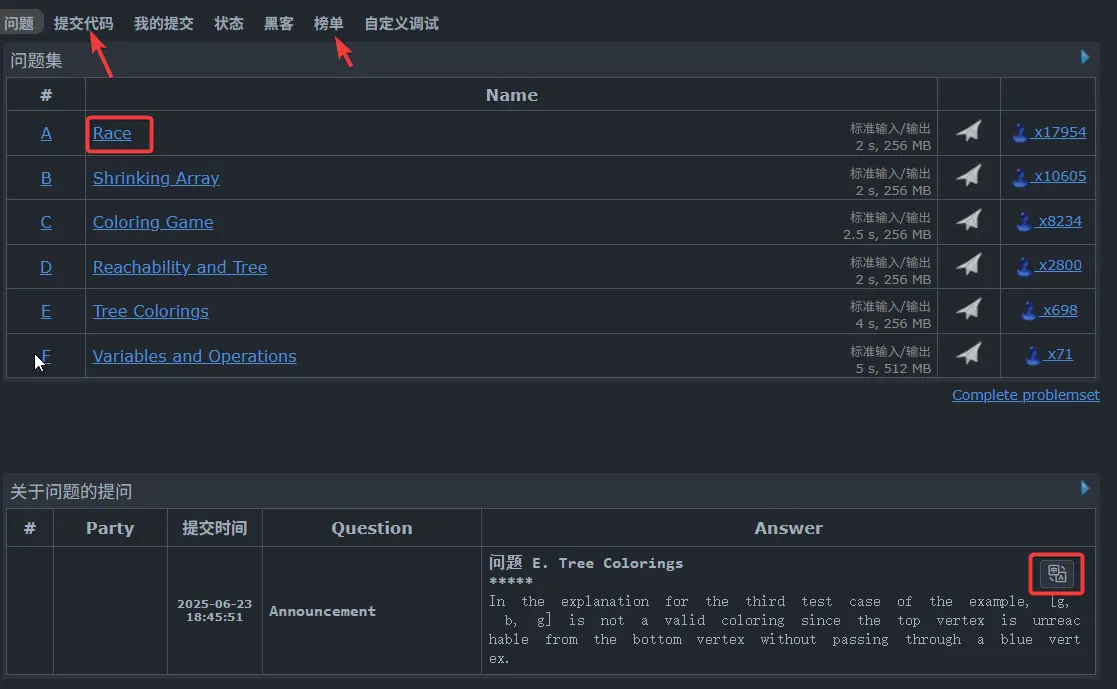 问题 提交代码 我的提交 状态 黑客 榜单 自定义调试
问题集
# Name
A Race 标准输入/输出 2 s, 256 MB x17954
B Shrinking Array 标准输入/输出 2 s, 256 MB x10605
C Coloring Game 标准输入/输出 2.5 s, 256 MB x8234
D Reachability and Tree 标准输入/输出 2 s, 256 MB x2800
E Tree Colorings 标准输入/输出 4 s, 256 MB x698
F Variables and Operations 标准输入/输出 5 s, 512 MB x71
Complete problemset
关于问题的提问
# Party 提交时间 Question Answer
2025-06-23
18:45:51
Announcement
问题 E. Tree Colorings
*****
In the explanation for the third test case of the example, [g,
b, g] is not a valid coloring since the top vertex is unreac
hable from the bottom vertex without passing through a blue vert
ex.